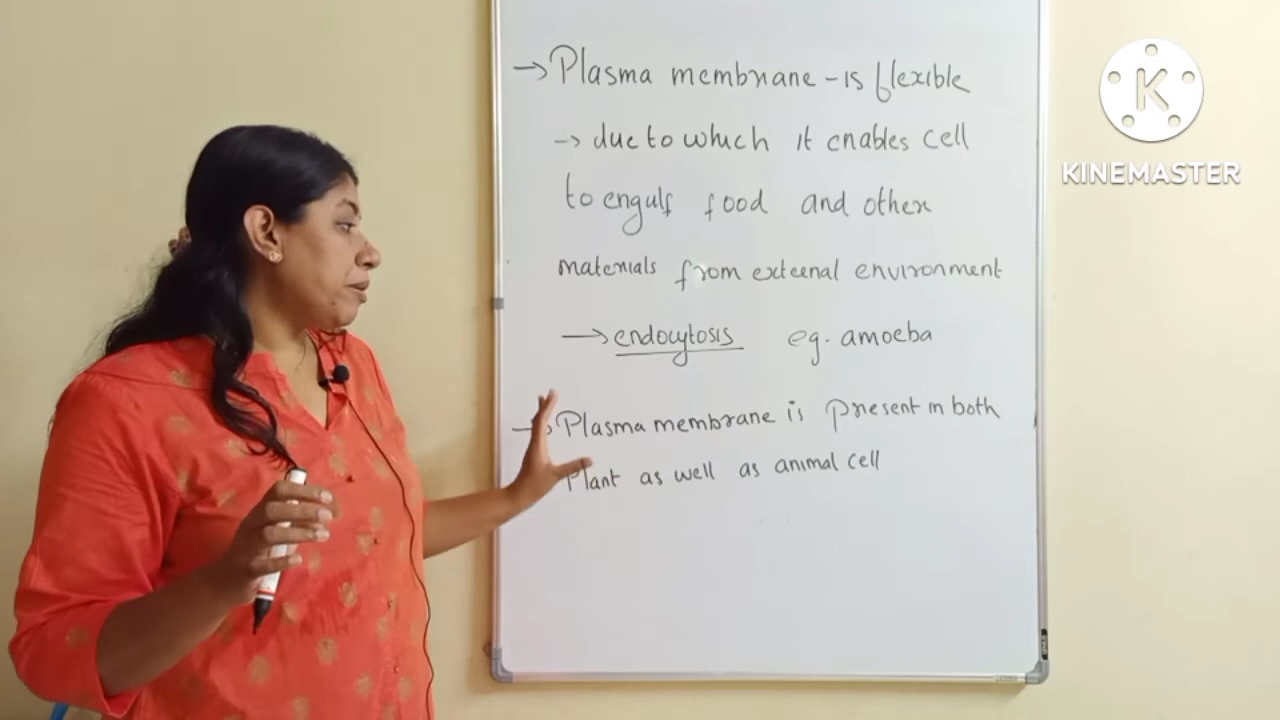 → Plasma membrane - is flexible
→ due to which it enables cell
to engulf food and other
materials from external environment
→ endocytosis eg. amoeba
→ Plasma membrane is present in both
Plant as well as animal cell
K
KINEMASTER